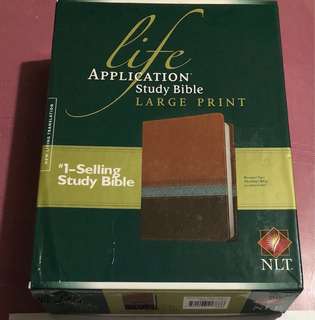 life
APPLICATION®
Study Bible
LARGE PRINT
NEW LIVING TRANSLATION
#1-Selling
Study Bible
NLT